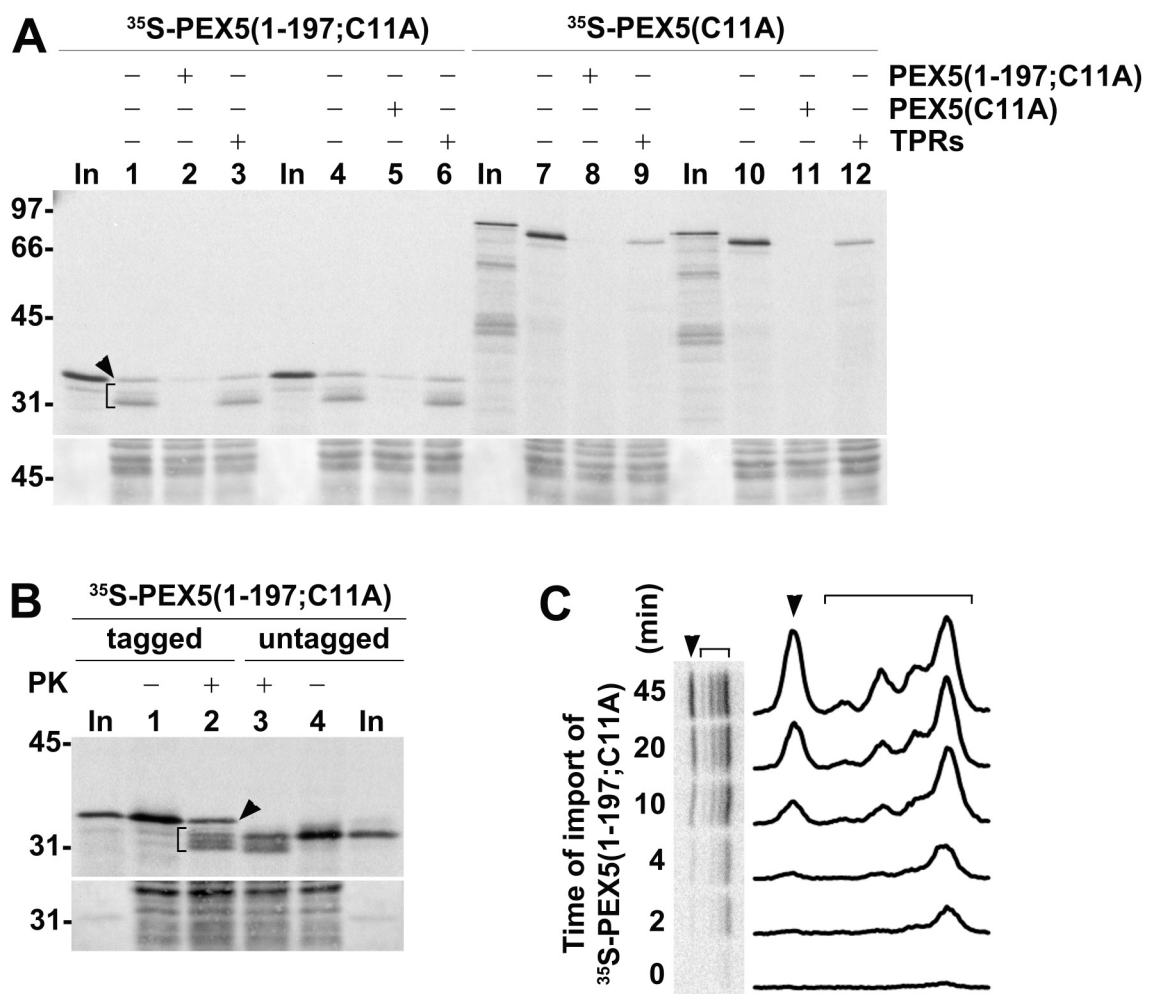 A
³⁵S-PEX5(1-197;C11A) ³⁵S-PEX5(C11A)
− + − − − − − + − − − − PEX5(1-197;C11A)
− − − − + − − − − − + − PEX5(C11A)
− − + − − + − − + − − + TPRs
In 1 2 3 In 4 5 6 In 7 8 9 In 10 11 12
97-
66-
45-
31-
45-
B
³⁵S-PEX5(1-197;C11A)
tagged untagged
PK − + + −
In 1 2 3 4 In
45-
31-
31-
C
Time of import of
³⁵S-PEX5(1-197;C11A)
(min)
45
20
10
4
2
0